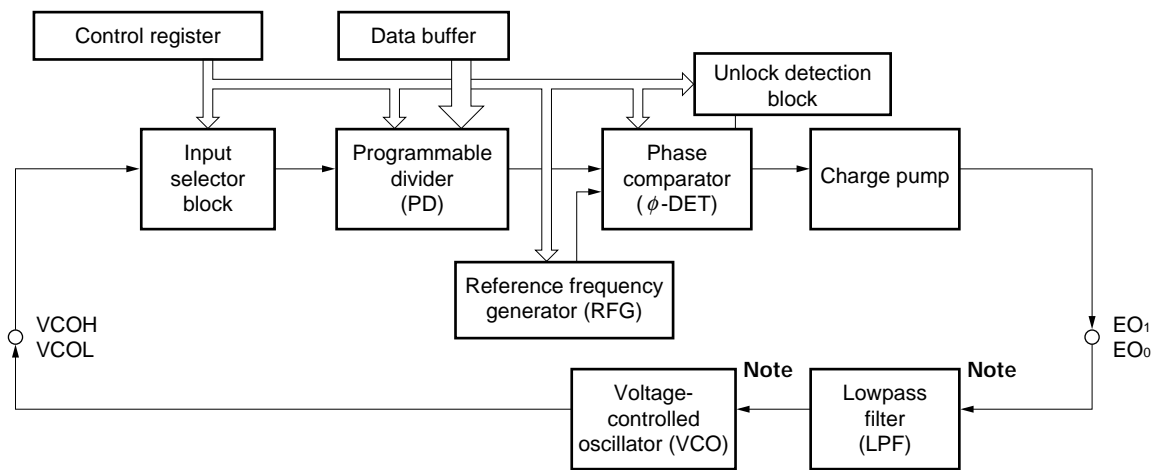 Control register
Data buffer
Unlock detection
block
Input
selector
block
Programmable
divider
(PD)
Phase
comparator
(ϕ-DET)
Charge pump
Reference frequency
generator (RFG)
VCOH
VCOL
EO₁
EO₀
Note
Note
Voltage-
controlled
oscillator (VCO)
Lowpass
filter
(LPF)